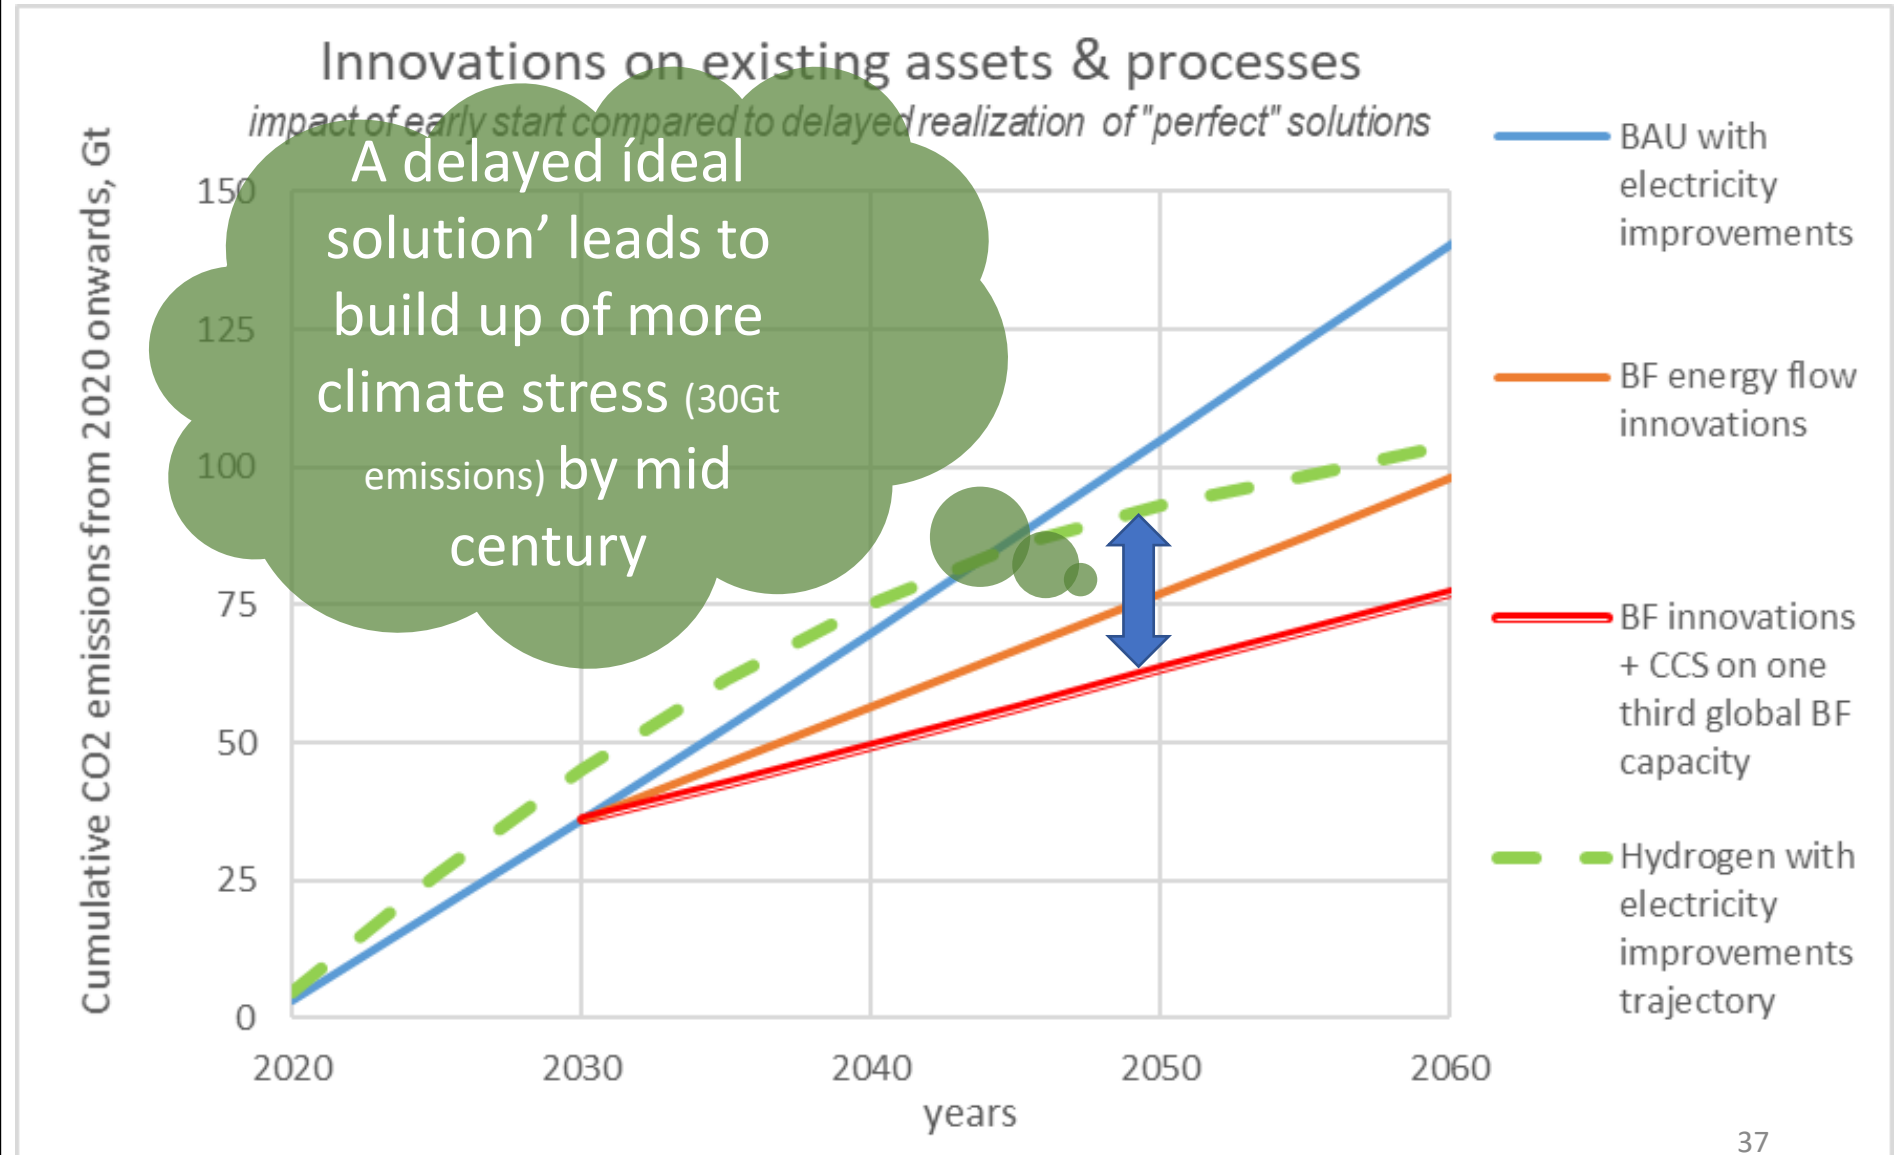 Innovations on existing assets & processes
impact of early start compared to delayed realization of "perfect" solutions
A delayed ídeal
solution’ leads to
build up of more
climate stress (30Gt
emissions) by mid
century
Cumulative CO2 emissions from 2020 onwards, Gt
150
125
100
75
50
25
0
2020 2030 2040 2050 2060
years
BAU with
electricity
improvements
BF energy flow
innovations
BF innovations
+ CCS on one
third global BF
capacity
Hydrogen with
electricity
improvements
trajectory
37